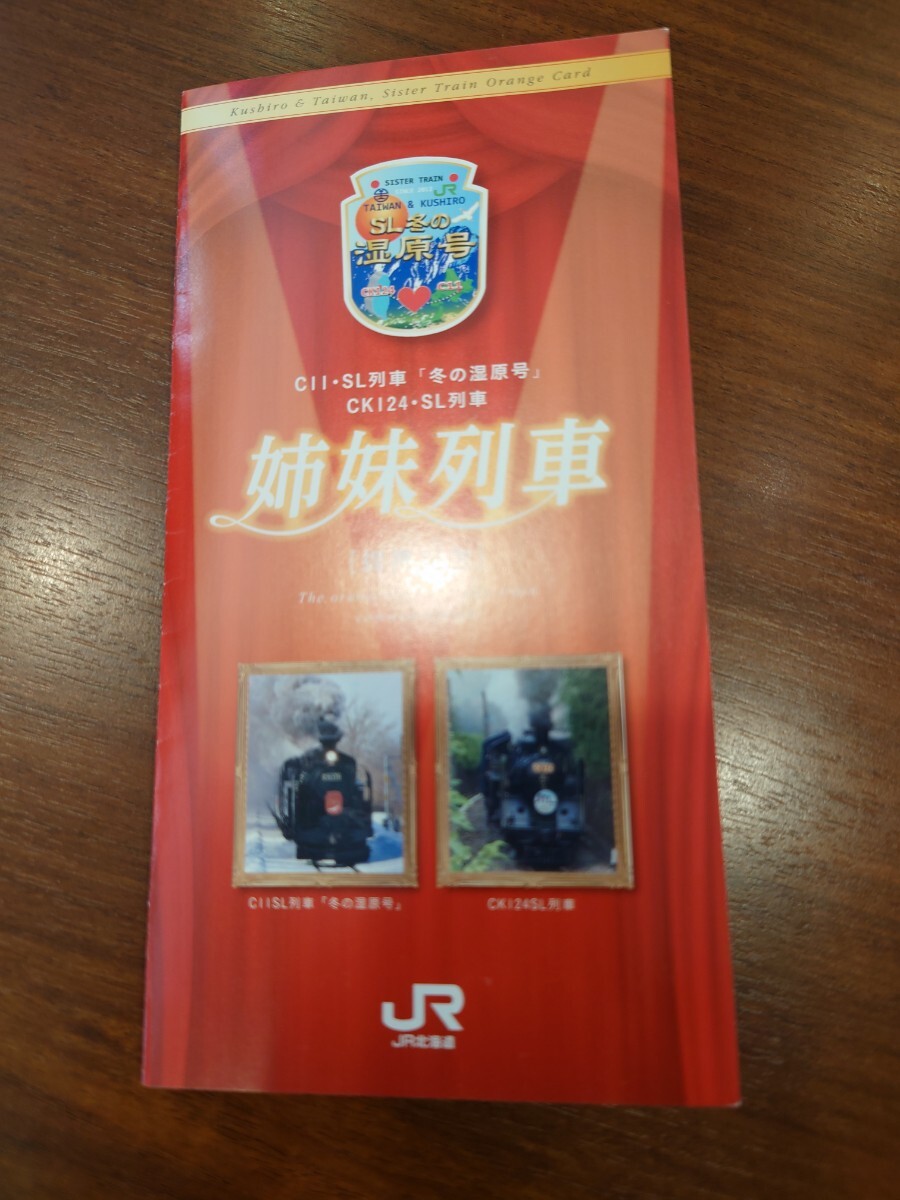 Kushiro & Taiwan, Sister Train Orange Card
SISTER TRAIN
JR
TAIWAN & KUSHIRO
SL冬の
湿原号
CK124
C11
C11・SL列車「冬の湿原号」
CK124・SL列車
姉妹列車
The
C11SL列車「冬の湿原号」
CK124SL列車
JR
JR北海道